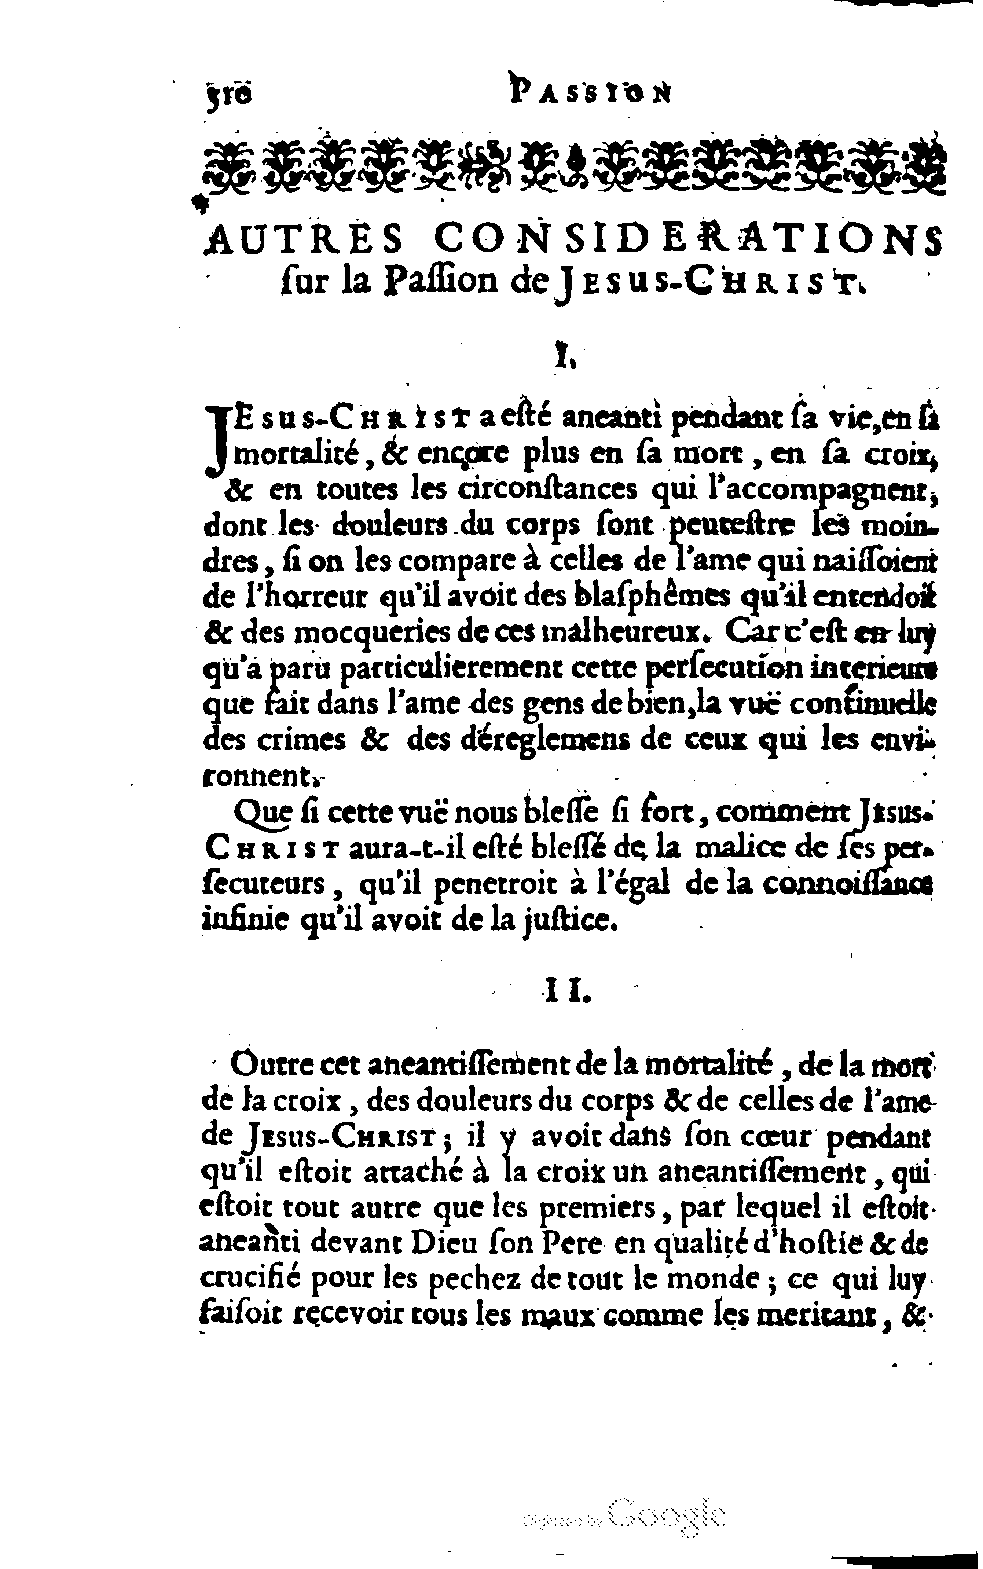 310 PASSION
AUTRES CONSIDERATIONS
ſur la Paſſion de JESUS-CHRIST.
I.
JESUS-CHRIST a eſté aneanti pendant ſa vie, en ſa
mortalité, & encore plus en ſa mort, en ſa croix,
& en toutes les circonſtances qui l'accompagnent,
dont les douleurs du corps ſont peuteſtre les moin-
dres, ſi on les compare à celles de l'ame qui naiſſoient
de l'horreur qu'il avoit des blaſphêmes qu'il entendoit
& des mocqueries de ces malheureux. Car c'eſt en luy
qu'a paru particulierement cette perſecution interieure
que fait dans l'ame des gens de bien, la vuë continuelle
des crimes & des déreglemens de ceux qui les envi-
ronnent.
Que ſi cette vuë nous bleſſe ſi fort, comment JESUS-
CHRIST aura-t-il eſté bleſſé de la malice de ſes per-
ſecuteurs, qu'il penetroit à l'égal de la connoiſſance
infinie qu'il avoit de la juſtice.
II.
Outre cet aneantiſſement de la mortalité, de la mort
de la croix, des douleurs du corps & de celles de l'ame
de JESUS-CHRIST; il y avoit dans ſon cœur pendant
qu'il eſtoit attaché à la croix un aneantiſſement, qui
eſtoit tout autre que les premiers, par lequel il eſtoit
aneanti devant Dieu ſon Pere en qualité d'hoſtie & de
crucifié pour les pechez de tout le monde; ce qui luy
faiſoit recevoir tous les maux comme les meritant, &
Digitized by Google